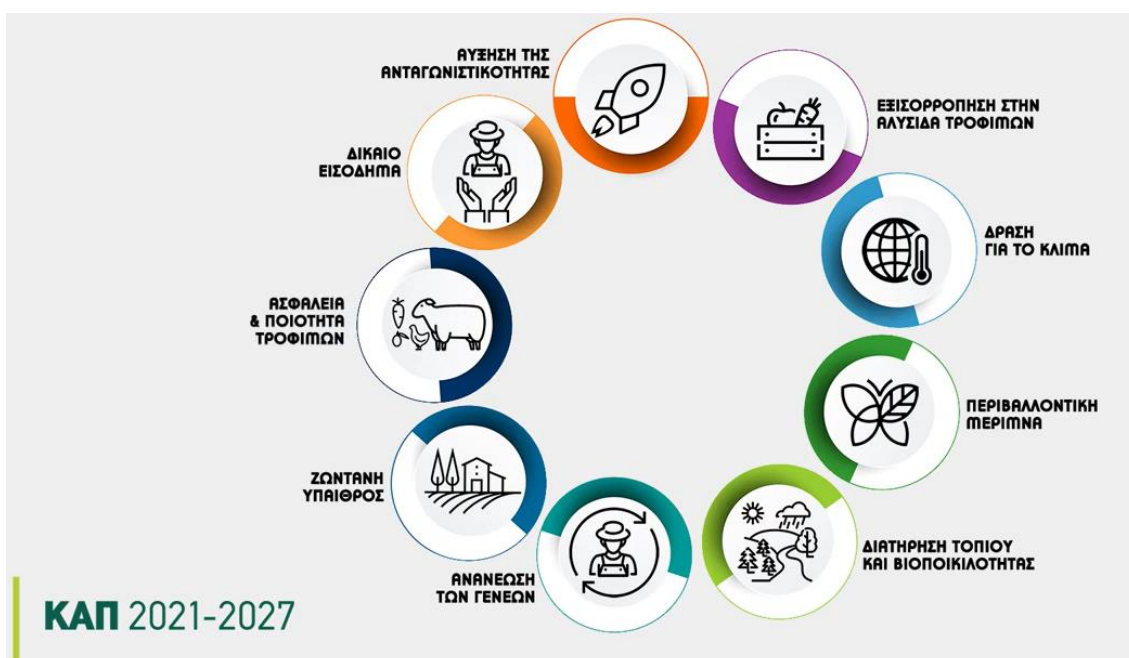 ΑΥΞΗΣΗ ΤΗΣ
ΑΝΤΑΓΩΝΙΣΤΙΚΟΤΗΤΑΣ
ΕΞΙΣΟΡΡΟΠΗΣΗ ΣΤΗΝ
ΑΛΥΣΙΔΑ ΤΡΟΦΙΜΩΝ
ΔΡΑΣΗ
ΓΙΑ ΤΟ ΚΛΙΜΑ
ΠΕΡΙΒΑΛΛΟΝΤΙΚΗ
ΜΕΡΙΜΝΑ
ΔΙΑΤΗΡΗΣΗ ΤΟΠΙΟΥ
ΚΑΙ ΒΙΟΠΟΙΚΙΛΟΤΗΤΑΣ
ΑΝΑΝΕΩΣΗ
ΤΩΝ ΓΕΝΕΩΝ
ΖΩΝΤΑΝΗ
ΥΠΑΙΘΡΟΣ
ΑΣΦΑΛΕΙΑ
& ΠΟΙΟΤΗΤΑ
ΤΡΟΦΙΜΩΝ
ΔΙΚΑΙΟ
ΕΙΣΟΔΗΜΑ
ΚΑΠ 2021-2027